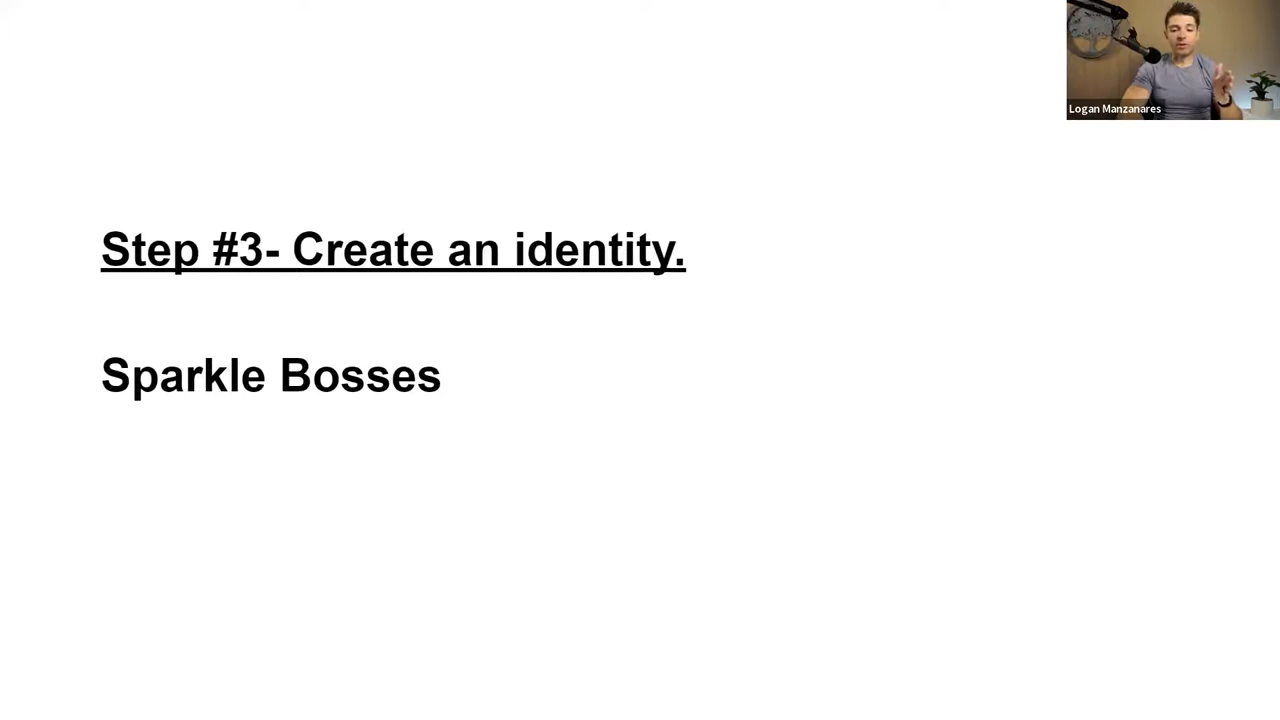 Logan Manzanares
Step #3- Create an identity.
Sparkle Bosses